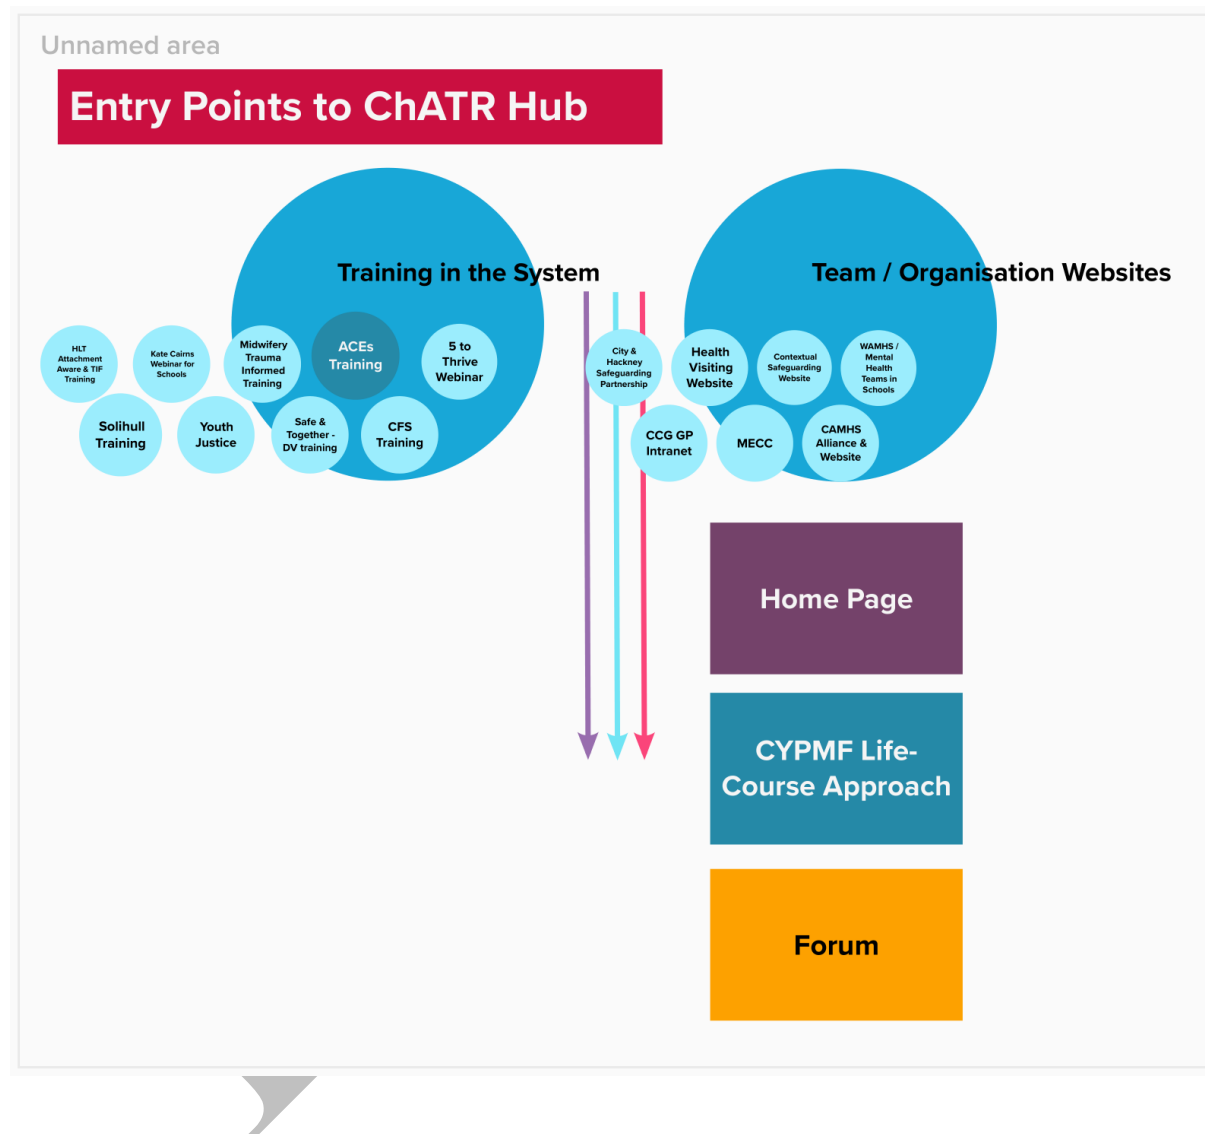 Unnamed area
Entry Points to ChATR Hub
Training in the System
HLT
Attachment
Aware & TIF
Training
Kate Cairns
Webinar for
Schools
Midwifery
Trauma
Informed
Training
ACEs
Training
5 to
Thrive
Webinar
Solihull
Training
Youth
Justice
Safe &
Together -
DV training
CFS
Training
Team / Organisation Websites
City &
Hackney
Safeguarding
Partnership
Health
Visiting
Website
Contextual
Safeguarding
Website
WAMHS /
Mental
Health
Teams in
Schools
CCG GP
Intranet
MECC
CAMHS
Alliance &
Website
Home Page
CYPMF Life-
Course Approach
Forum